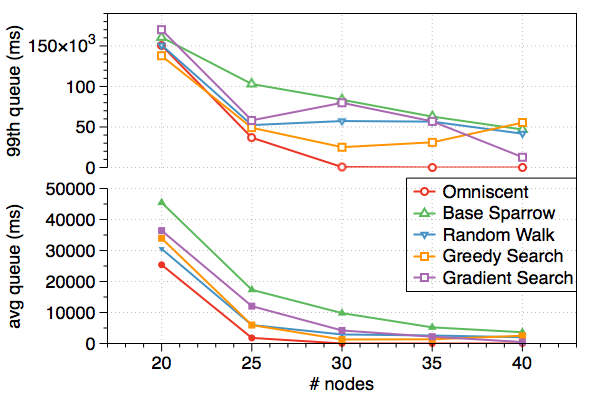 99th queue (ms)
150×10³
100
50
0
avg queue (ms)
50000
40000
30000
20000
10000
0
Omniscent
Base Sparrow
Random Walk
Greedy Search
Gradient Search
20 25 30 35 40
# nodes